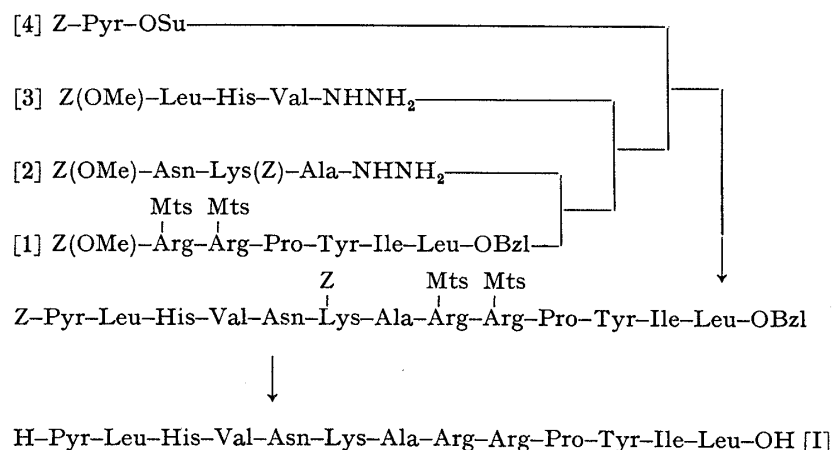 [4] Z–Pyr–OSu
[3] Z(OMe)–Leu–His–Val–NHNH₂
[2] Z(OMe)–Asn–Lys(Z)–Ala–NHNH₂
Mts Mts
[1] Z(OMe)–Arg–Arg–Pro–Tyr–Ile–Leu–OBzl
Z Mts Mts
Z–Pyr–Leu–His–Val–Asn–Lys–Ala–Arg–Arg–Pro–Tyr–Ile–Leu–OBzl
H–Pyr–Leu–His–Val–Asn–Lys–Ala–Arg–Arg–Pro–Tyr–Ile–Leu–OH [I]